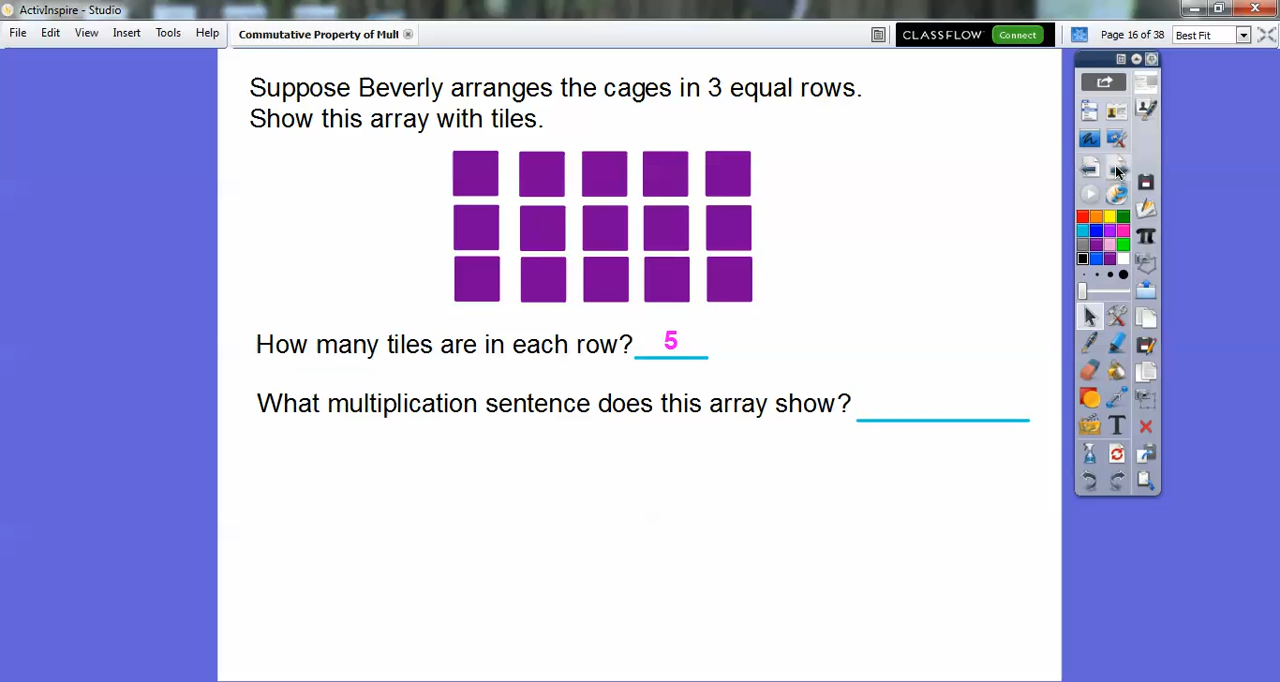 ActivInspire - Studio
File Edit View Insert Tools Help Commutative Property of Mult CLASSFLOW Connect Page 16 of 38 Best Fit
Suppose Beverly arranges the cages in 3 equal rows.
Show this array with tiles.
How many tiles are in each row? 5
What multiplication sentence does this array show?